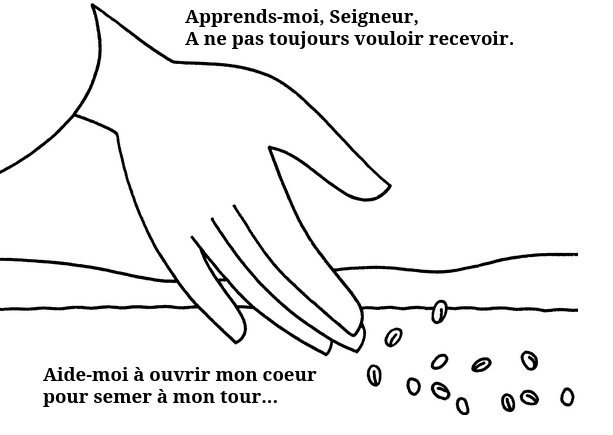 Apprends-moi, Seigneur,
A ne pas toujours vouloir recevoir.
Aide-moi à ouvrir mon coeur
pour semer à mon tour...